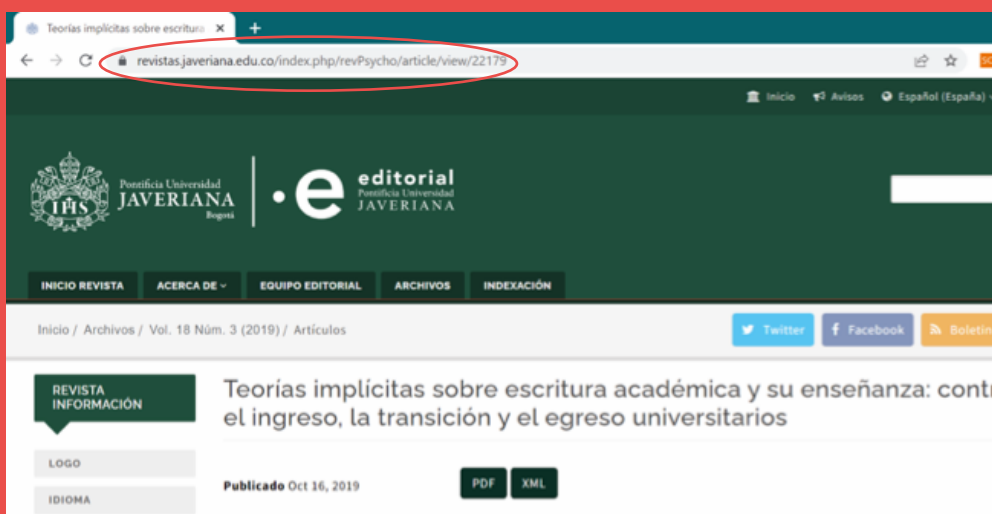 Teorías implícitas sobre escritura
revistas.javeriana.edu.co/index.php/revPsycho/article/view/22179
Inicio Avisos Español (España)
Pontificia Universidad
JAVERIANA
Bogotá
IHS
e editorial
Pontificia Universidad
JAVERIANA
INICIO REVISTA ACERCA DE EQUIPO EDITORIAL ARCHIVOS INDEXACIÓN
Inicio / Archivos / Vol. 18 Núm. 3 (2019) / Artículos
Twitter Facebook Boletín
REVISTA
INFORMACIÓN
Teorías implícitas sobre escritura académica y su enseñanza: contr
el ingreso, la transición y el egreso universitarios
LOGO
Publicado Oct 16, 2019 PDF XML
IDIOMA